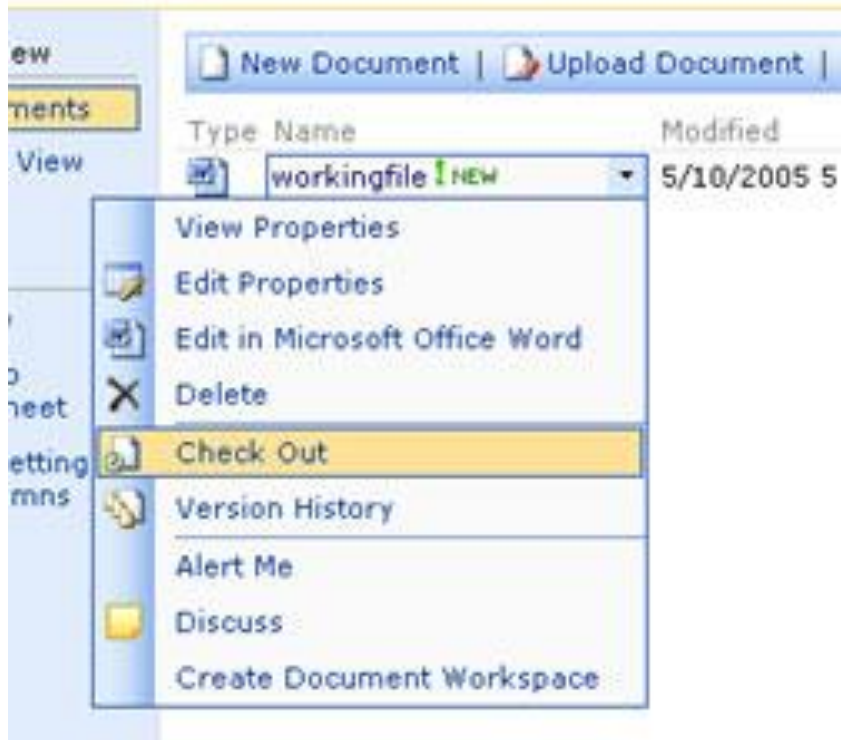 ew
ments
View
heet
etting
mns
New Document | Upload Document |
Type Name Modified
workingfile ! NEW 5/10/2005 5
View Properties
Edit Properties
Edit in Microsoft Office Word
Delete
Check Out
Version History
Alert Me
Discuss
Create Document Workspace